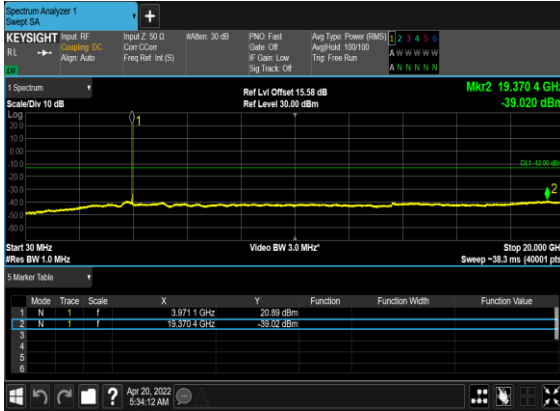 Spectrum Analyzer 1
Swept SA
+
KEYSIGHT Input: RF Input Z: 50 Ω #Atten: 30 dB PNO: Fast Avg Type: Power (RMS) 1 2 3 4 5 6
RL Coupling: DC Corr CCorr Gate: Off Avg|Hold: 100/100 A W W W W W
Align: Auto Freq Ref: Int (S) IF Gain: Low Trig: Free Run A N N N N N
Sig Track: Off
1 Spectrum Ref Lvl Offset 15.58 dB Mkr2 19.370 4 GHz
Scale/Div 10 dB Ref Level 30.00 dBm -39.020 dBm
Log
20.0
10.0
0.00
-10.0
-20.0
-30.0
-40.0
-50.0
-60.0
1
DL1 -13.00 dBm
2
Start 30 MHz Video BW 3.0 MHz* Stop 20.000 GHz
#Res BW 1.0 MHz Sweep ~38.3 ms (40001 pts)
5 Marker Table
Mode Trace Scale X Y Function Function Width Function Value
1 N 1 f 3.971 1 GHz 20.89 dBm
2 N 1 f 19.370 4 GHz -39.02 dBm
3
4
5
6
? Apr 20, 2022
5:34:12 AM